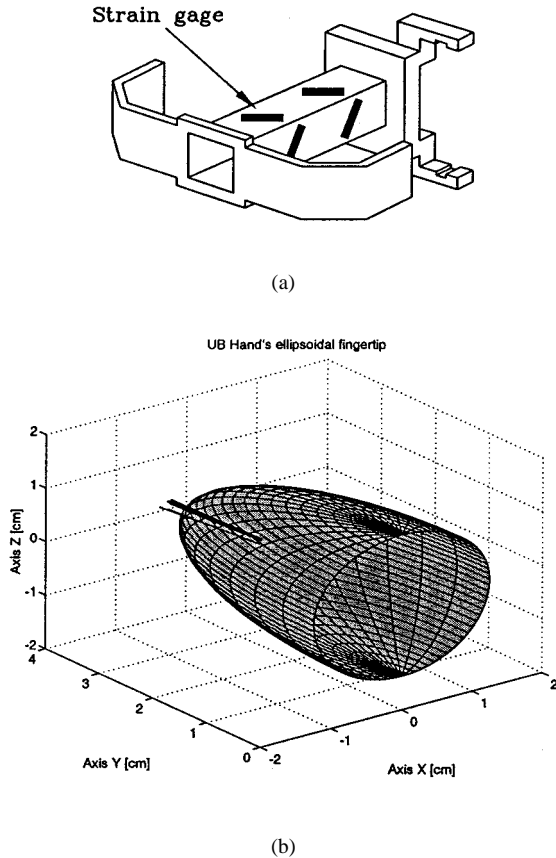 Strain gage
(a)
UB Hand's ellipsoidal fingertip
2
1
0
-1
-2
Axis Z [cm]
4
3
2
1
0
Axis Y [cm]
-2
-1
0
1
2
Axis X [cm]
(b)